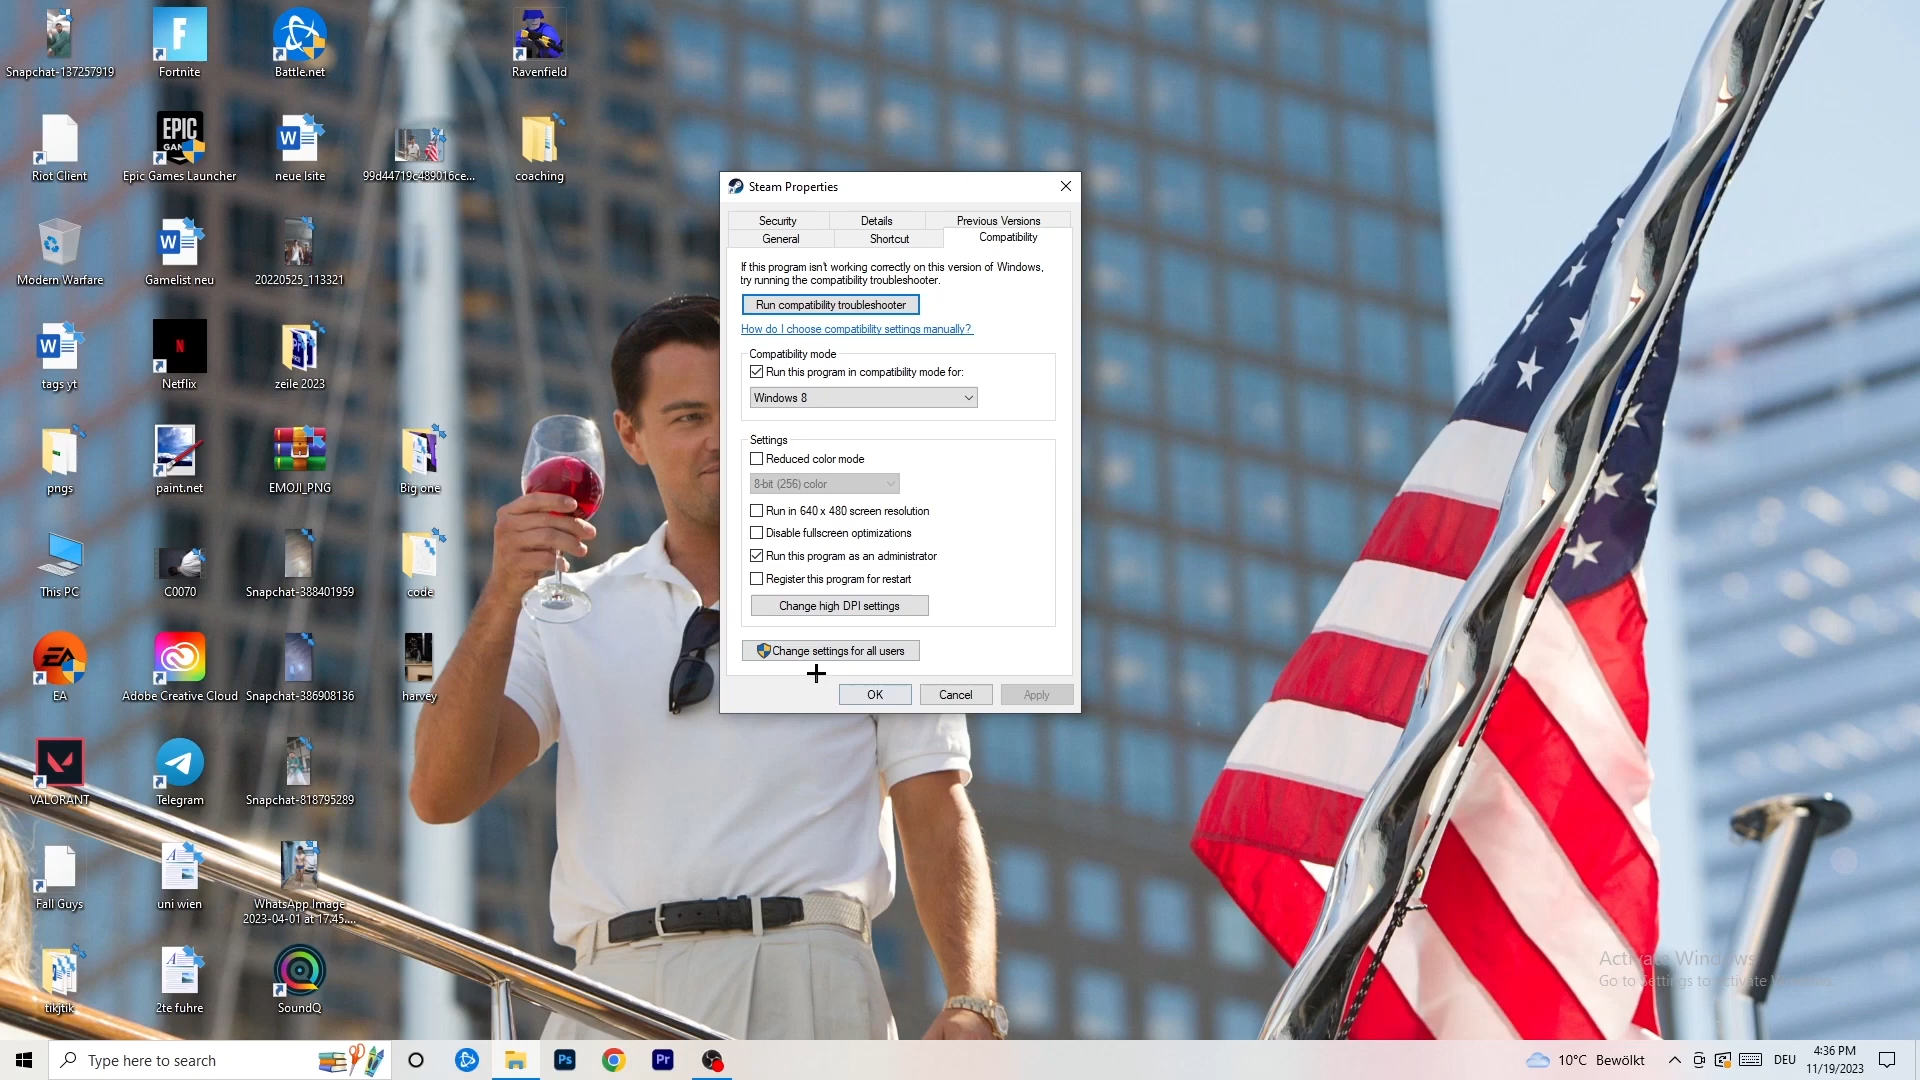 Snapchat-137257919
Fortnite
Battle.net
Ravenfield
Riot Client
EPIC
Epic Games Launcher
neue lsite
99d44719c489016ce...
coaching
Modern Warfare
Gamelist neu
20220525_113321
tags yt
Netflix
zeile 2023
pngs
paint.net
EMOJI_PNG
Big one
This PC
C0070
Snapchat-388401959
code
EA
Adobe Creative Cloud
Snapchat-386908136
harvey
VALORANT
Telegram
Snapchat-818795289
Fall Guys
uni wien
WhatsApp Image
2023-04-01 at 17.45....
tikjtik
2te fuhre
SoundQ
Steam Properties
Security
Details
Previous Versions
General
Shortcut
Compatibility
If this program isn't working correctly on this version of Windows,
try running the compatibility troubleshooter.
Run compatibility troubleshooter
How do I choose compatibility settings manually?
Compatibility mode
Run this program in compatibility mode for:
Windows 8
Settings
Reduced color mode
8-bit (256) color
Run in 640 x 480 screen resolution
Disable fullscreen optimizations
Run this program as an administrator
Register this program for restart
Change high DPI settings
Change settings for all users
OK
Cancel
Apply
Activate Windows
Go to Settings to activate
Type here to search
Ps
Pr
10°C Bewölkt
DEU
4:36 PM
11/19/2023